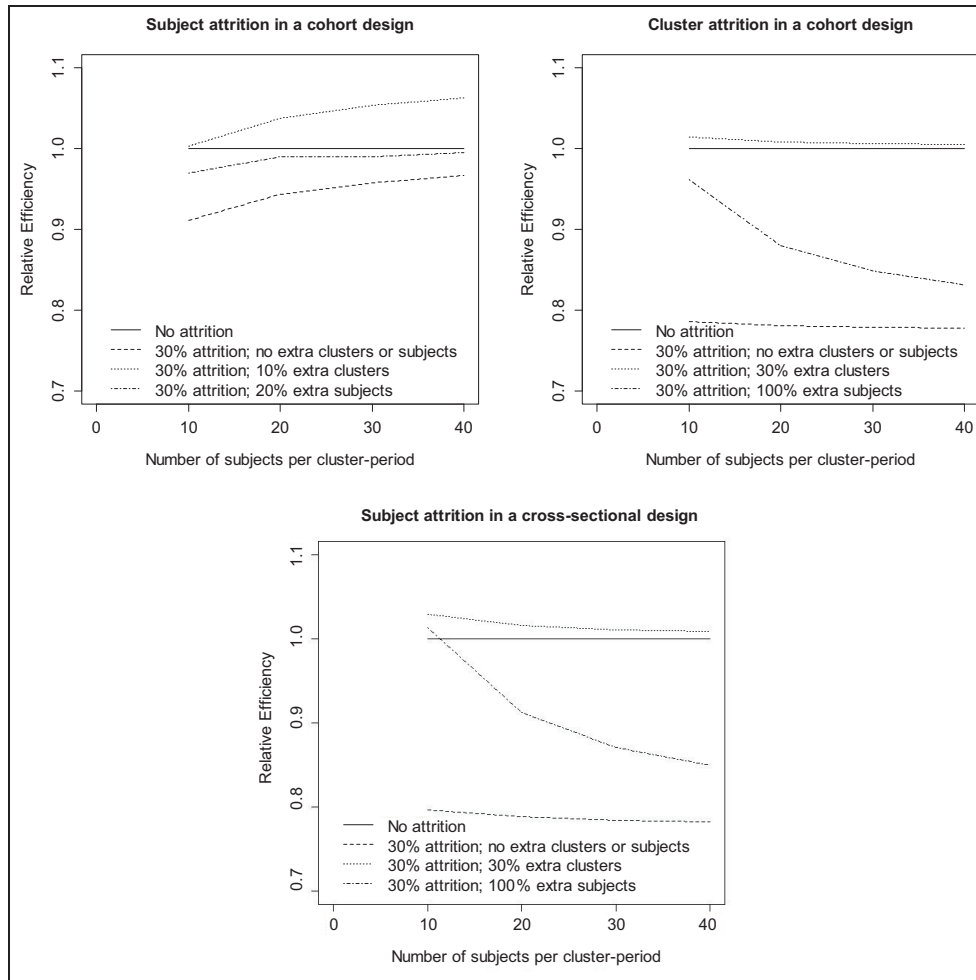 Subject attrition in a cohort design
Relative Efficiency
1.1
1.0
0.9
0.8
0.7
No attrition
30% attrition; no extra clusters or subjects
30% attrition; 10% extra clusters
30% attrition; 20% extra subjects
0 10 20 30 40
Number of subjects per cluster-period
Cluster attrition in a cohort design
Relative Efficiency
1.1
1.0
0.9
0.8
0.7
No attrition
30% attrition; no extra clusters or subjects
30% attrition; 30% extra clusters
30% attrition; 100% extra subjects
0 10 20 30 40
Number of subjects per cluster-period
Subject attrition in a cross-sectional design
Relative Efficiency
1.1
1.0
0.9
0.8
0.7
No attrition
30% attrition; no extra clusters or subjects
30% attrition; 30% extra clusters
30% attrition; 100% extra subjects
0 10 20 30 40
Number of subjects per cluster-period